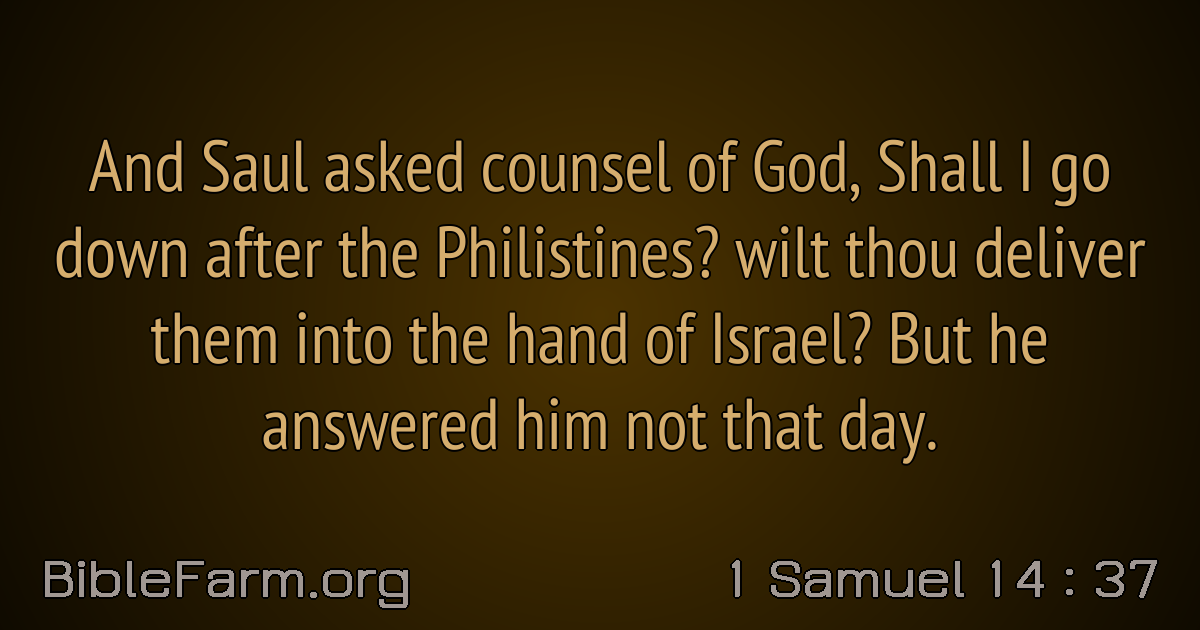 And Saul asked counsel of God, Shall I go
down after the Philistines? wilt thou deliver
them into the hand of Israel? But he
answered him not that day.
BibleFarm.org
1 Samuel 14 : 37